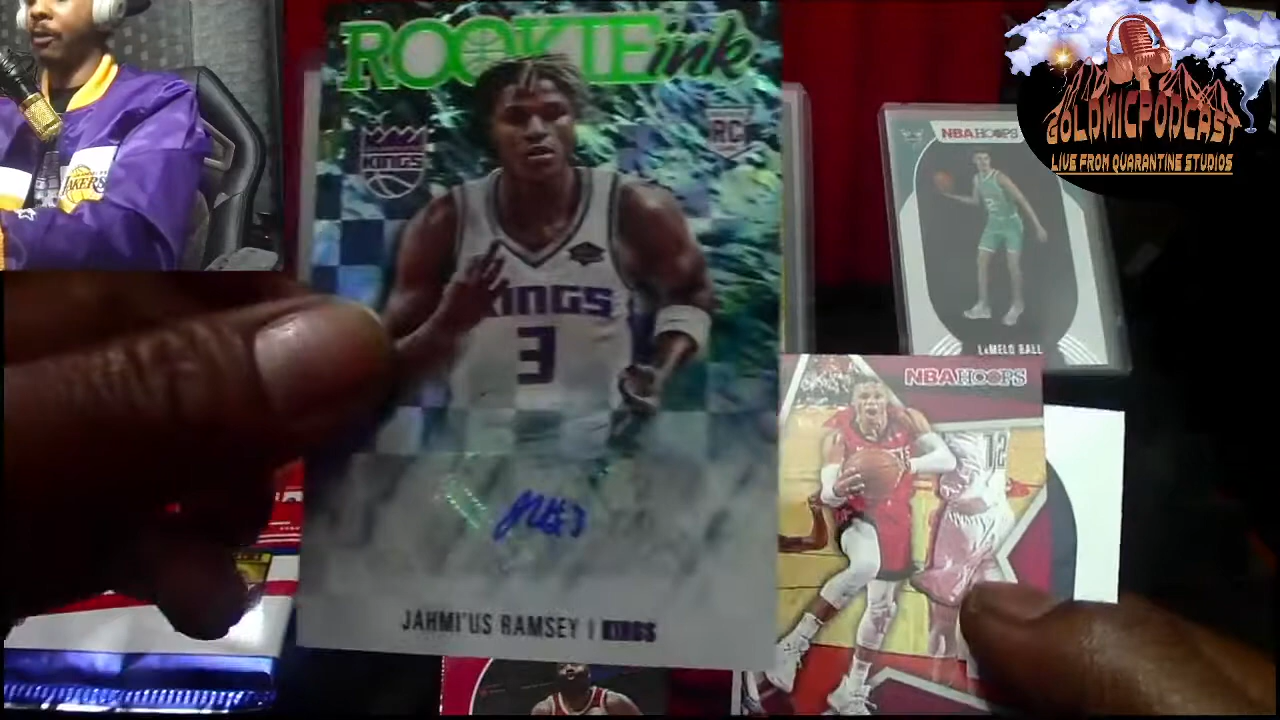 ROOKIE ink
KINGS
RC
KINGS
3
JAHMI'US RAMSEY | KINGS
LAKERS
GOLDMICPODCAST
LIVE FROM QUARANTINE STUDIOS
NBA HOOPS
LaMELO BALL
NBA HOOPS
12